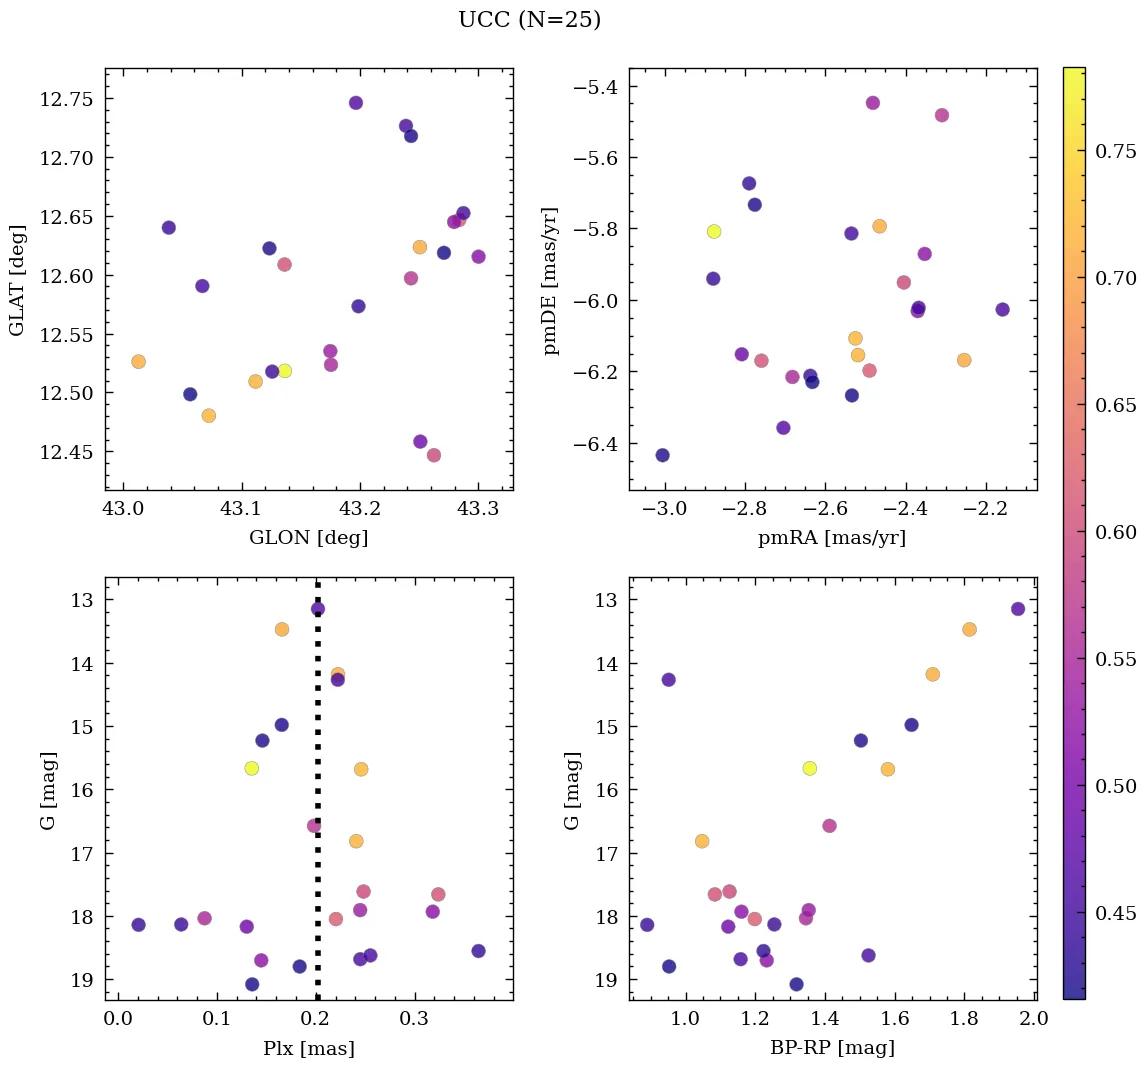 UCC (N=25)
12.75
12.70
12.65
12.60
12.55
12.50
12.45
GLAT [deg]
43.0 43.1 43.2 43.3
GLON [deg]
−5.4
−5.6
−5.8
−6.0
−6.2
−6.4
pmDE [mas/yr]
−3.0 −2.8 −2.6 −2.4 −2.2
pmRA [mas/yr]
13
14
15
16
17
18
19
G [mag]
0.0 0.1 0.2 0.3
Plx [mas]
13
14
15
16
17
18
19
G [mag]
1.0 1.2 1.4 1.6 1.8 2.0
BP-RP [mag]
0.75
0.70
0.65
0.60
0.55
0.50
0.45